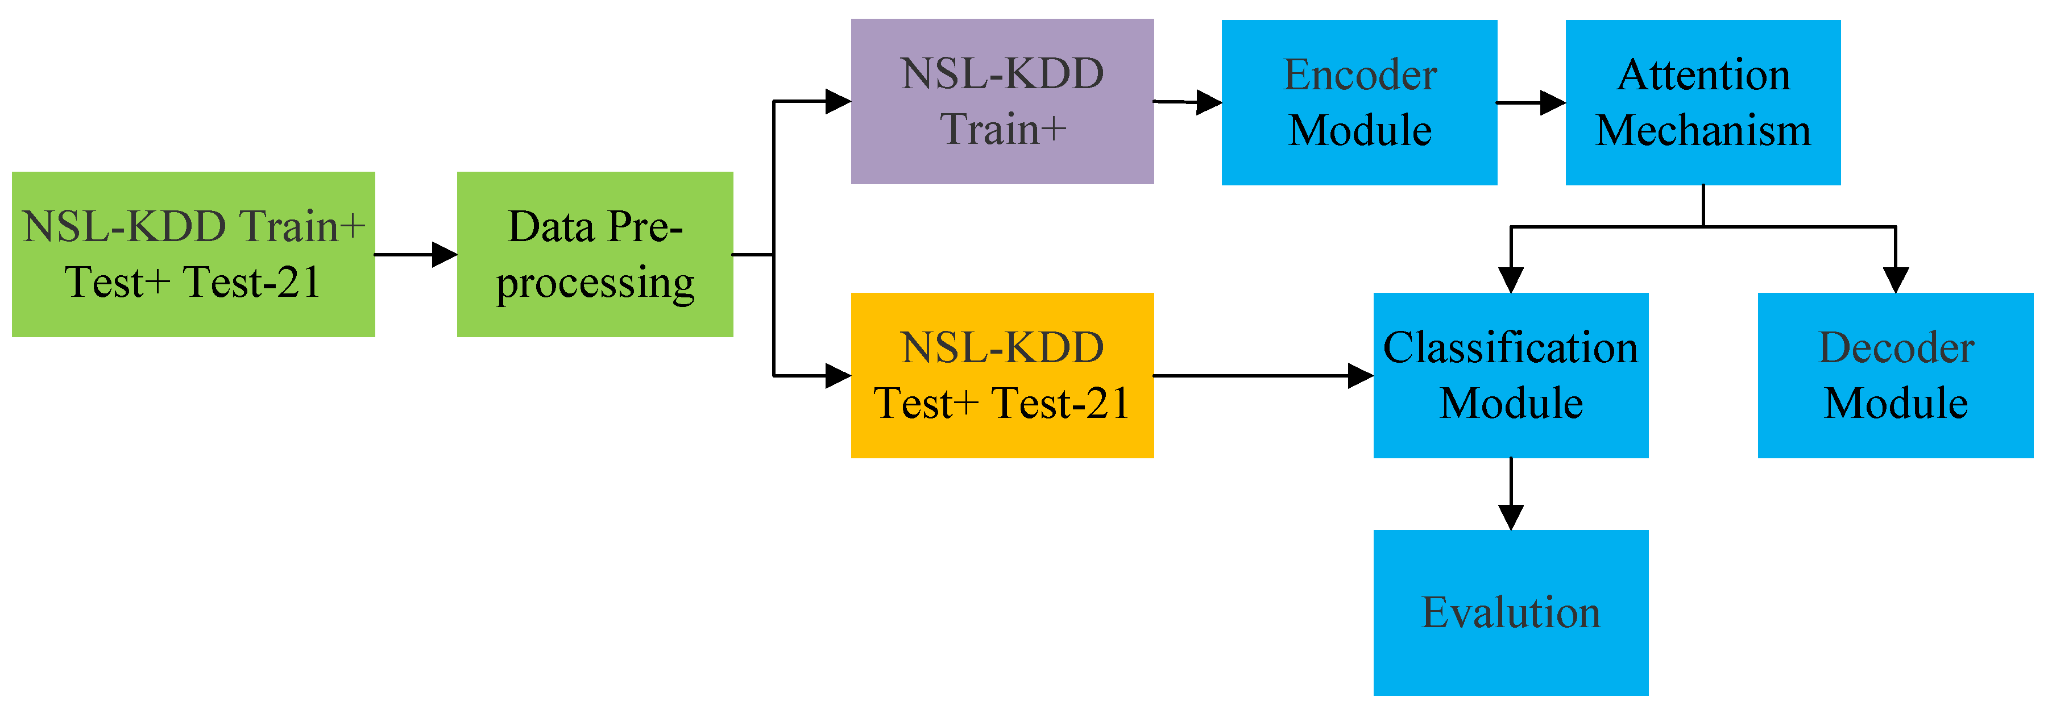 NSL-KDD Train+
Test+ Test-21
Data Pre-
processing
NSL-KDD
Train+
Encoder
Module
Attention
Mechanism
NSL-KDD
Test+ Test-21
Classification
Module
Decoder
Module
Evalution